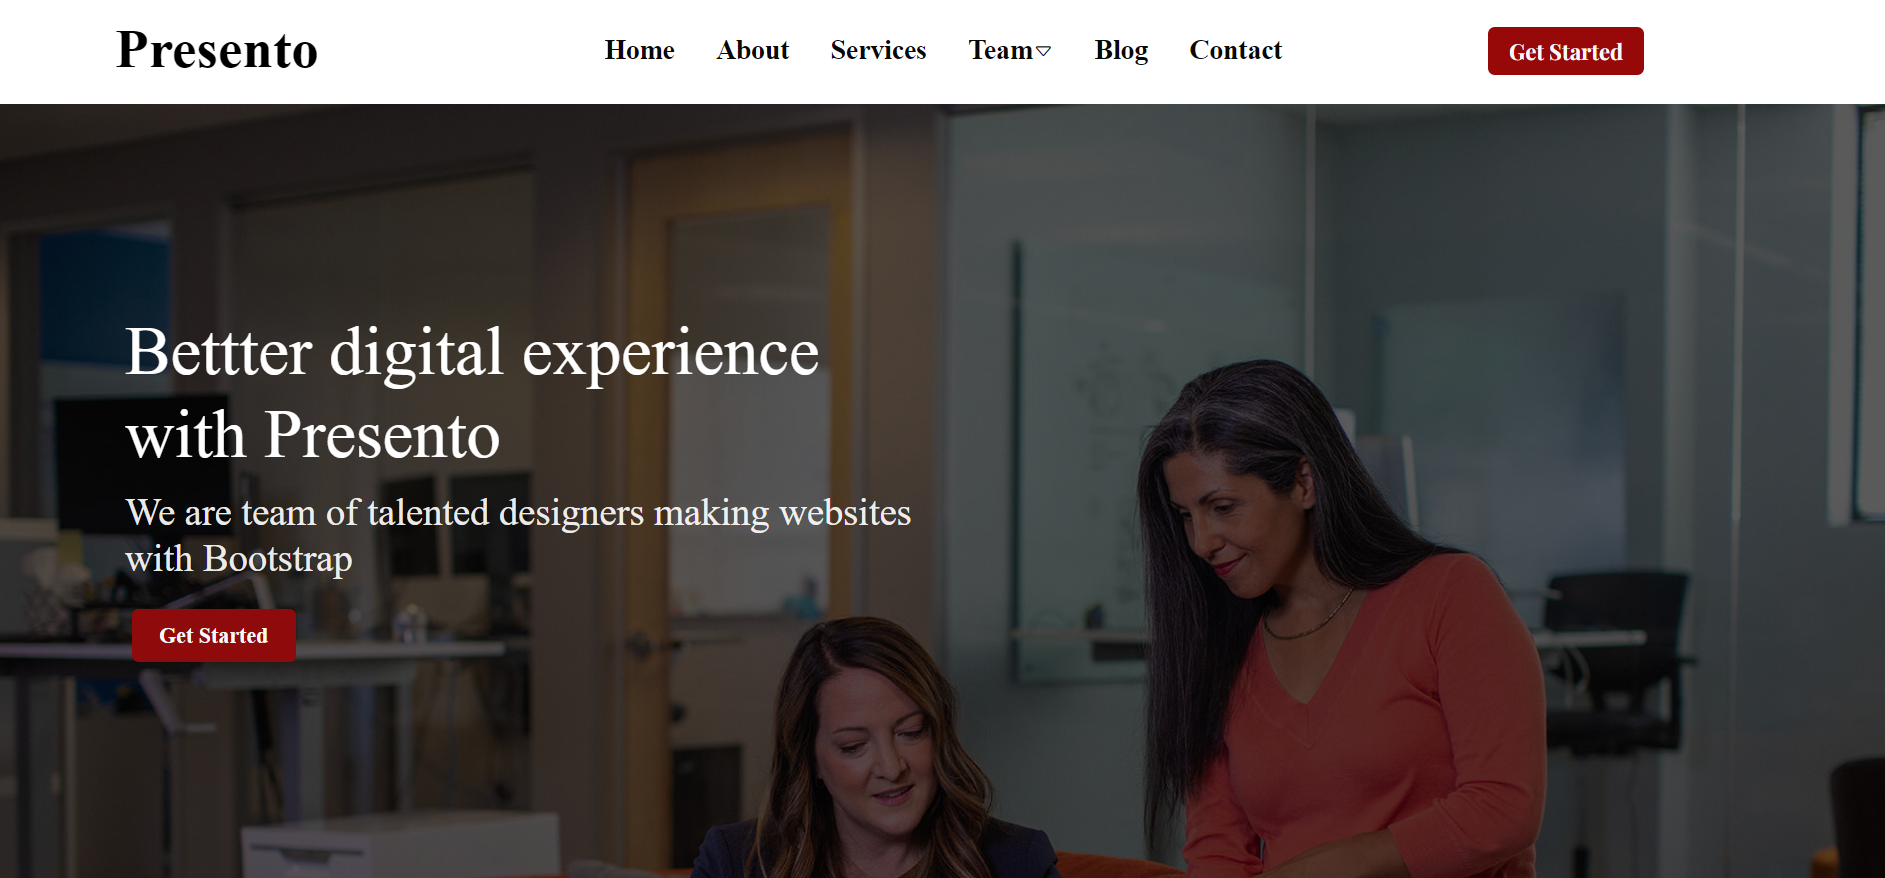 Presento
Home About Services Team Blog Contact
Get Started
Bettter digital experience
with Presento
We are team of talented designers making websites
with Bootstrap
Get Started